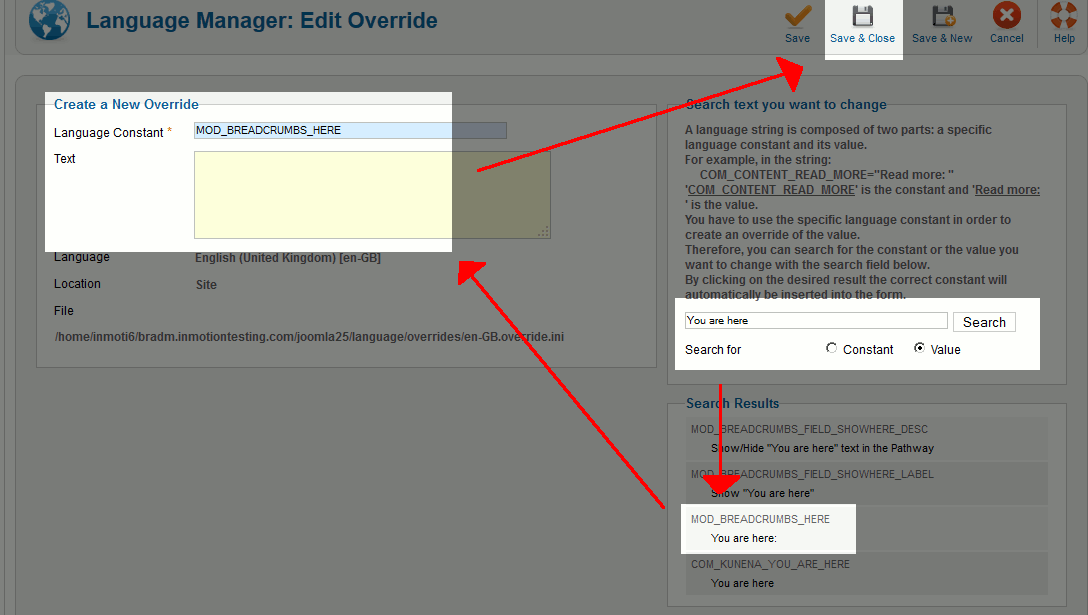 Language Manager: Edit Override
Save
Save & Close
Save & New
Cancel
Help
Create a New Override
Language Constant *
MOD_BREADCRUMBS_HERE
Text
Language
English (United Kingdom) [en-GB]
Location
Site
File
/home/inmoti6/bradm.inmotiontesting.com/joomla25/language/overrides/en-GB.override.ini
Search text you want to change
A language string is composed of two parts: a specific
language constant and its value.
For example, in the string:
COM_CONTENT_READ_MORE="Read more: "
'COM_CONTENT_READ_MORE' is the constant and 'Read more:
' is the value.
You have to use the specific language constant in order to
create an override of the value.
Therefore, you can search for the constant or the value you
want to change with the search field below.
By clicking on the desired result the correct constant will
automatically be inserted into the form.
You are here
Search
Search for
Constant
Value
Search Results
MOD_BREADCRUMBS_FIELD_SHOWHERE_DESC
Show/Hide "You are here" text in the Pathway
MOD_BREADCRUMBS_FIELD_SHOWHERE_LABEL
Show "You are here"
MOD_BREADCRUMBS_HERE
You are here:
COM_KUNENA_YOU_ARE_HERE
You are here